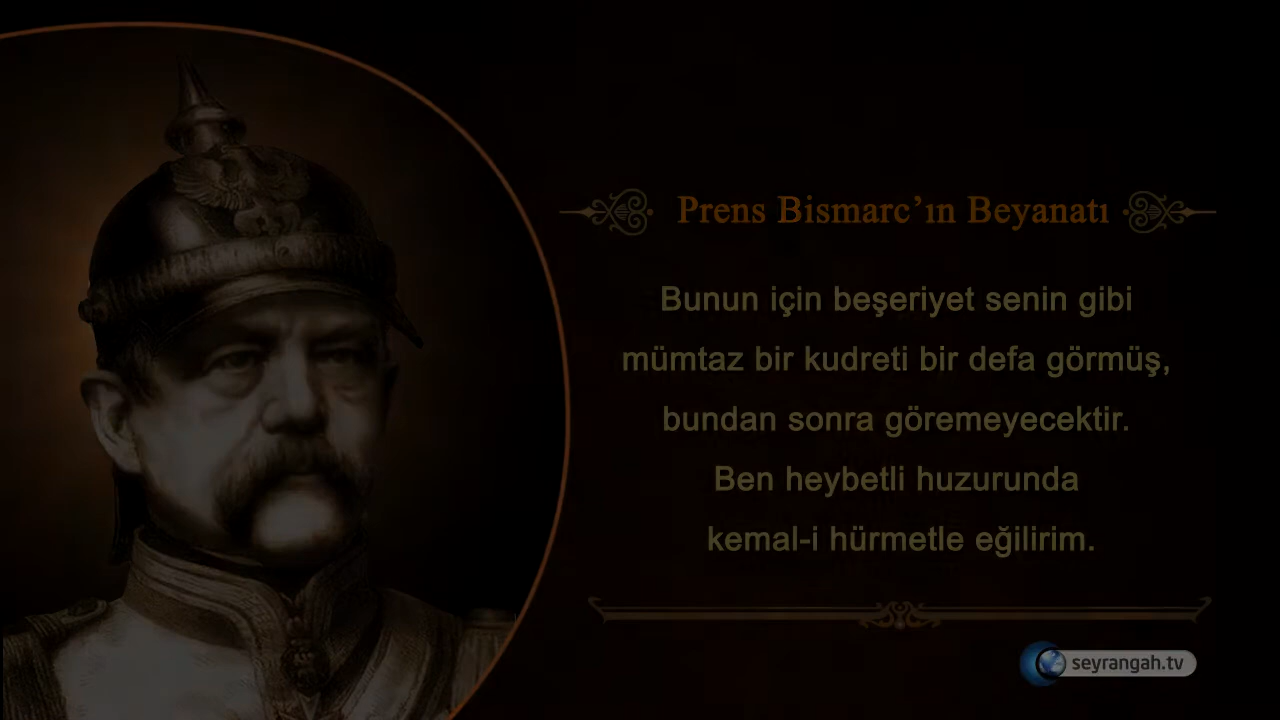 Prens Bismarc’ın Beyanatı
Bunun için beşeriyet senin gibi
mümtaz bir kudreti bir defa görmüş,
bundan sonra göremeyecektir.
Ben heybetli huzurunda
kemal-i hürmetle eğilirim.
seyrangah.tv